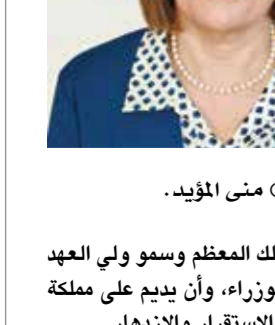 منى المؤيد.
لك المعظم وسمو ولي العهد
وزراء، وأن يديم على مملكة